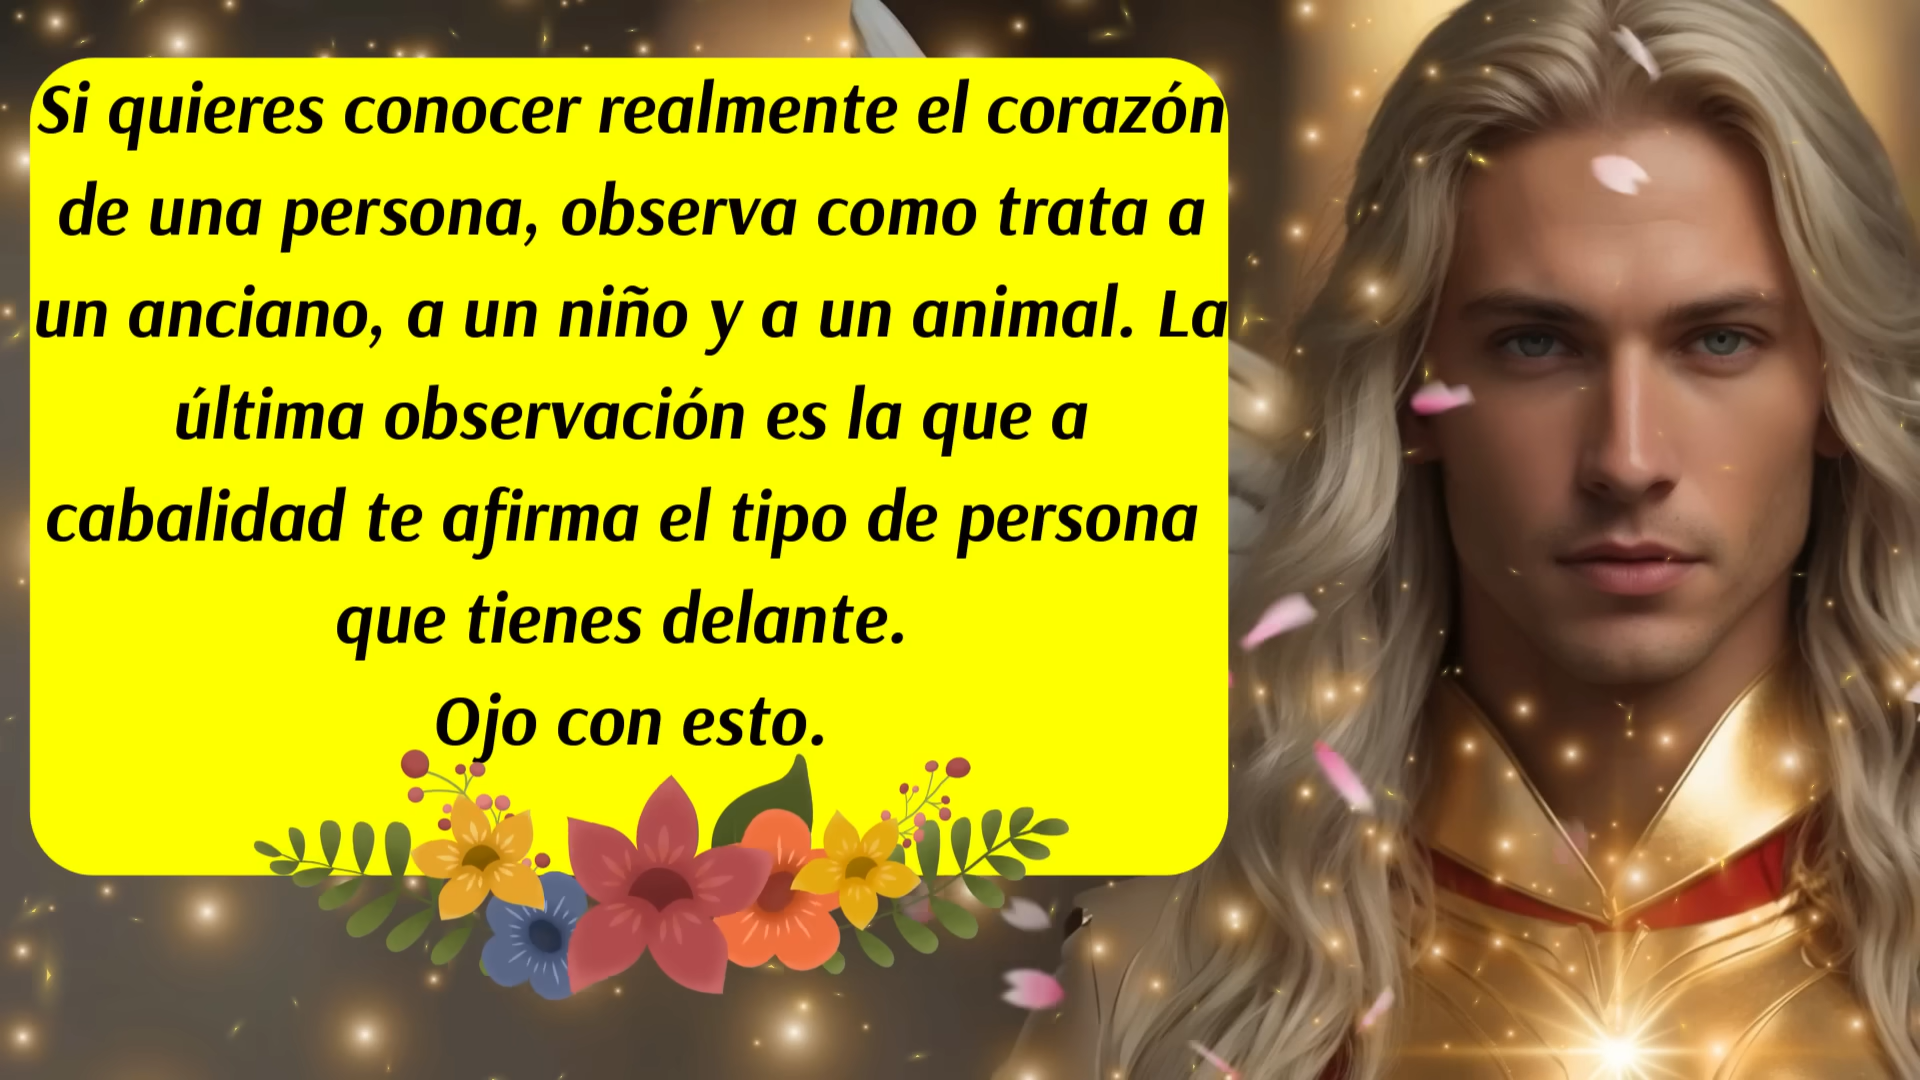 Si quieres conocer realmente el corazón
de una persona, observa como trata a
un anciano, a un niño y a un animal. La
última observación es la que a
cabalidad te afirma el tipo de persona
que tienes delante.
Ojo con esto.